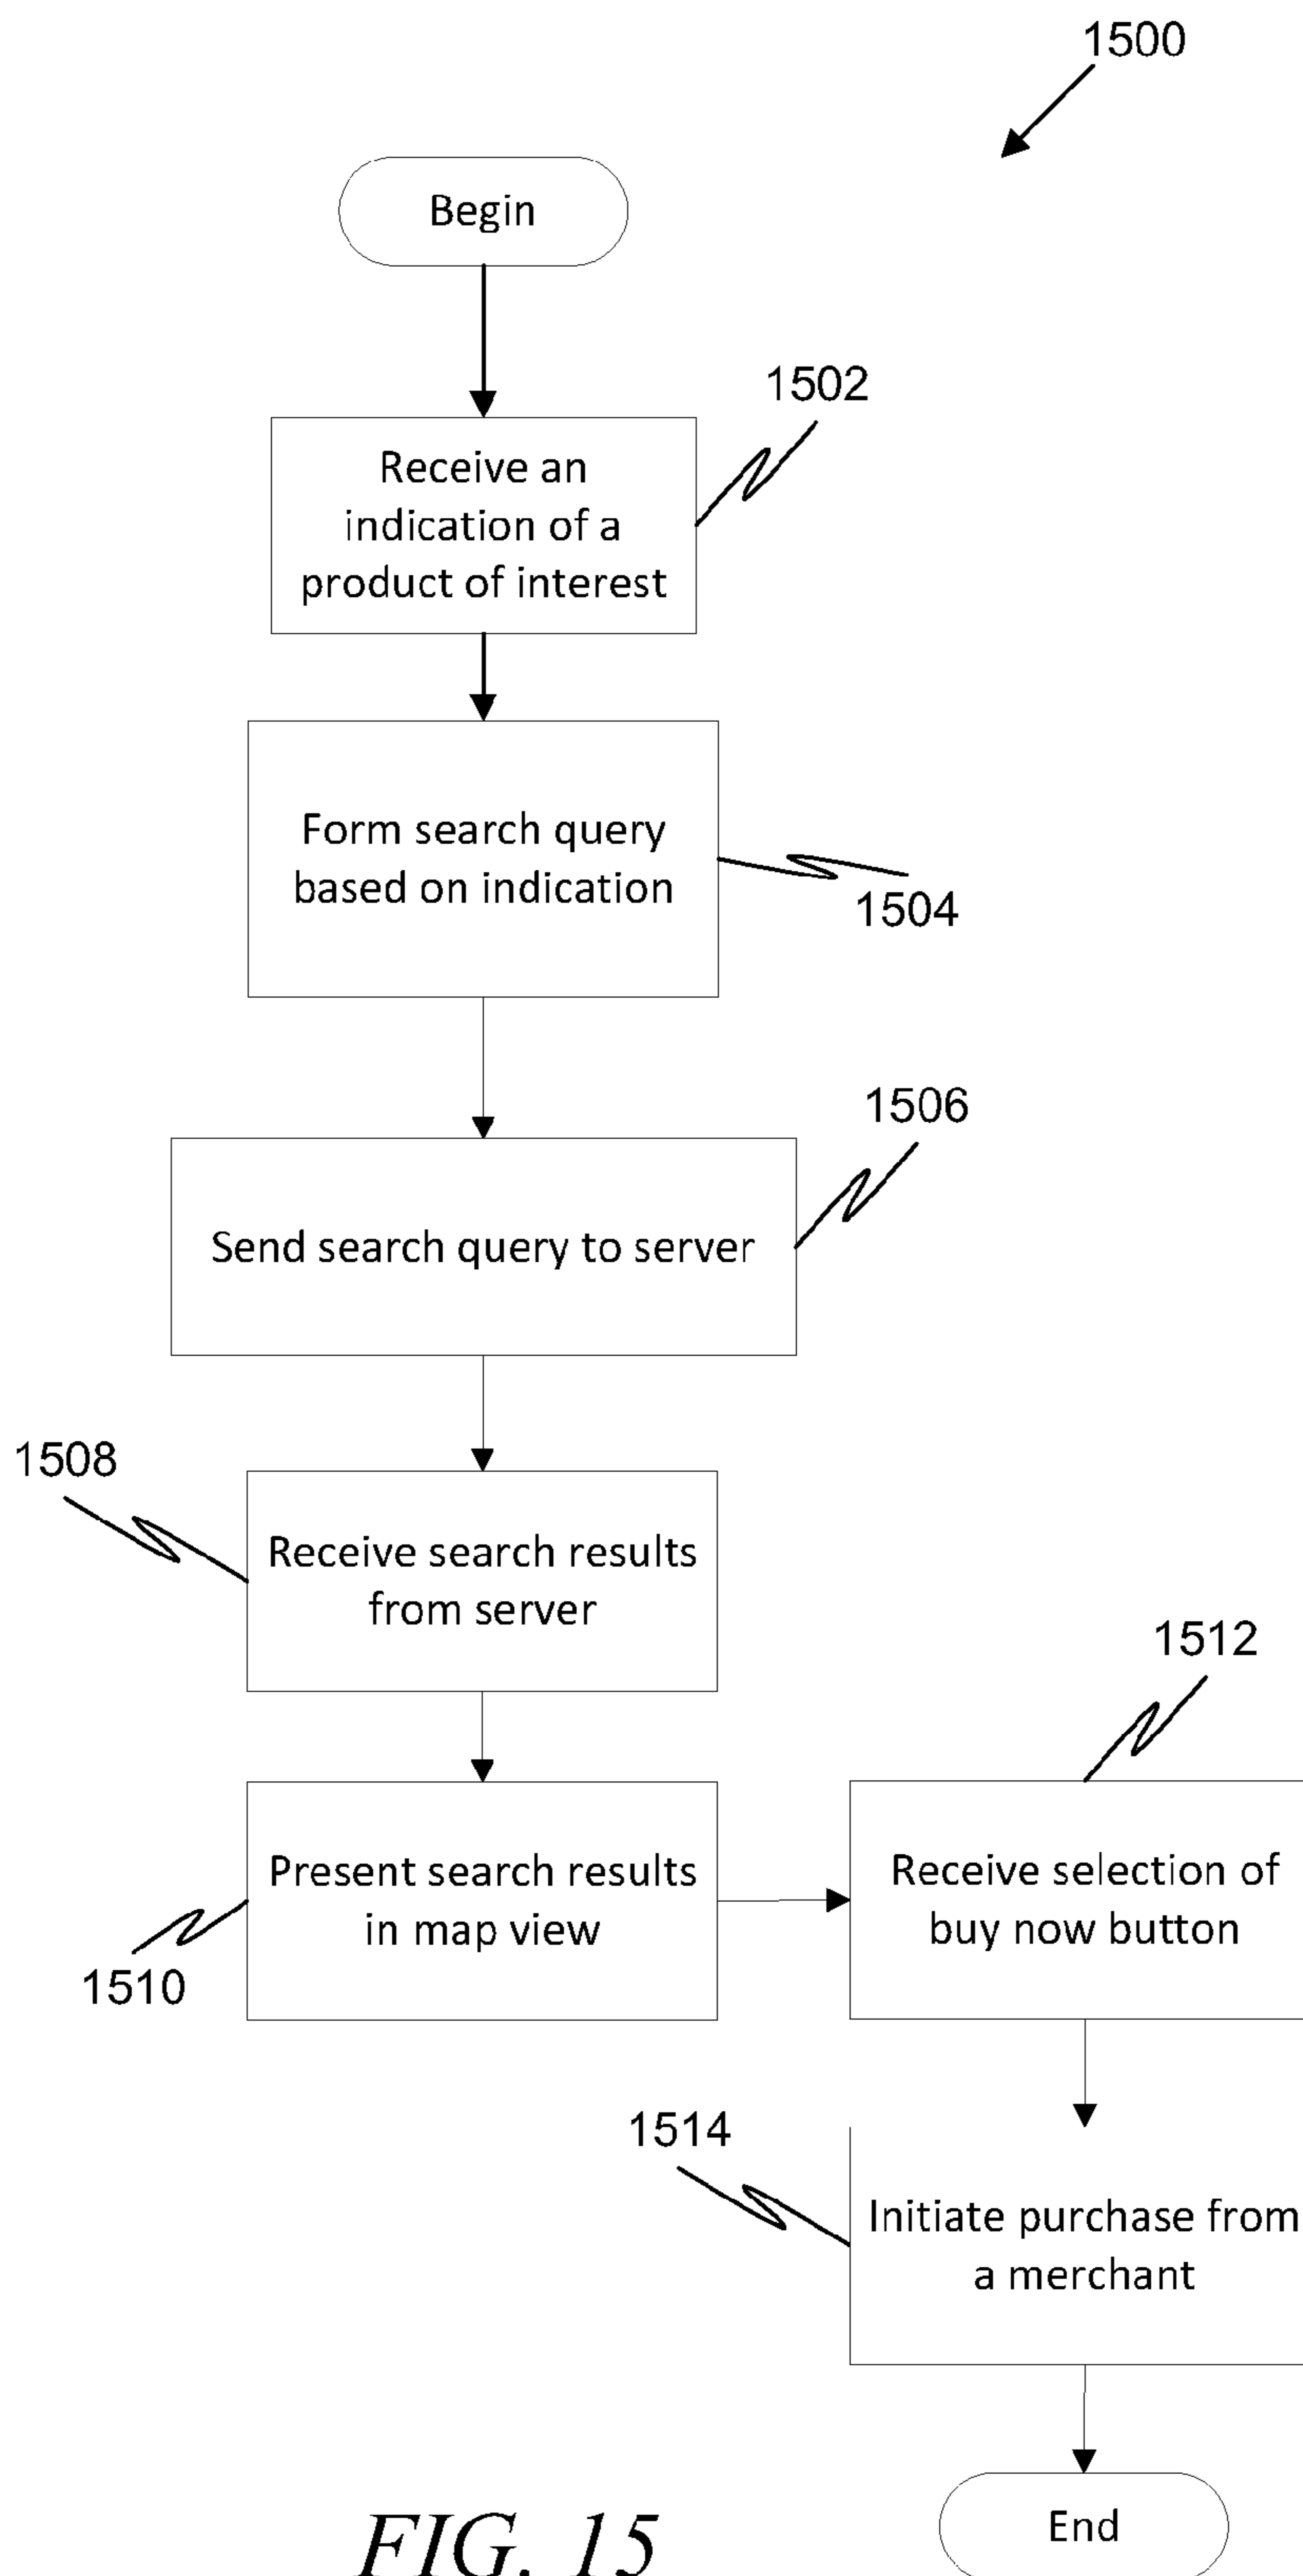 1500
Begin
1502
Receive an
indication of a
product of interest
Form search query
based on indication
1504
1506
Send search query to server
1508
Receive search results
from server
1512
Present search results
in map view
1510
Receive selection of
buy now button
1514
Initiate purchase from
a merchant
End
FIG. 15